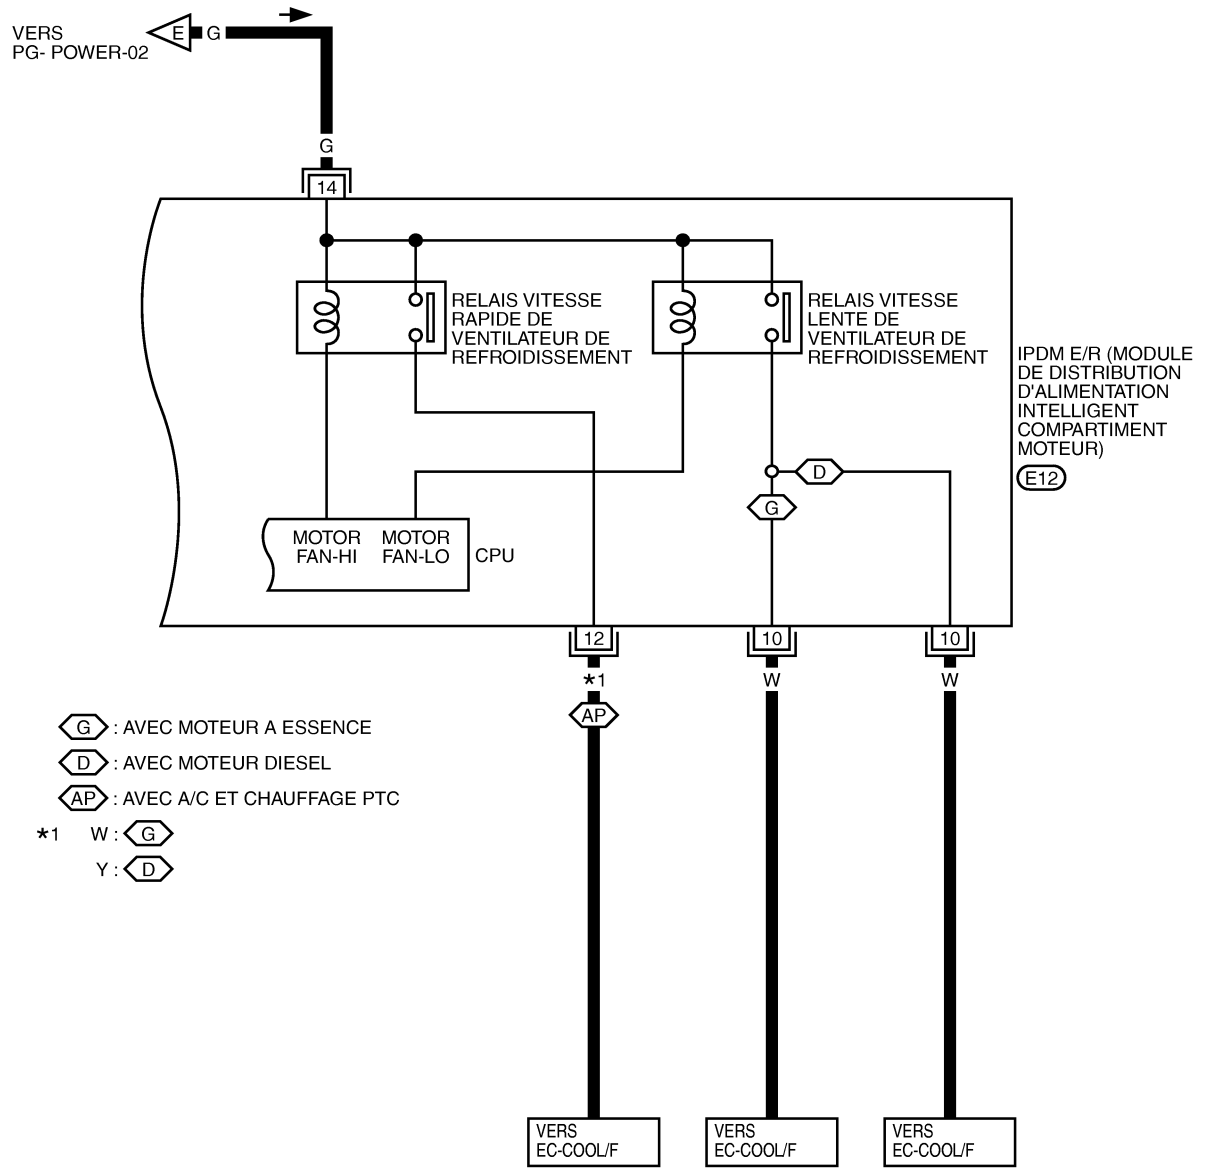 VERS
PG- POWER-02
E
G
G
14
RELAIS VITESSE
RAPIDE DE
VENTILATEUR DE
REFROIDISSEMENT
RELAIS VITESSE
LENTE DE
VENTILATEUR DE
REFROIDISSEMENT
IPDM E/R (MODULE
DE DISTRIBUTION
D'ALIMENTATION
INTELLIGENT
COMPARTIMENT
MOTEUR)
E12
D
G
MOTOR
FAN-HI
MOTOR
FAN-LO
CPU
12
10
10
*1
W
W
AP
G : AVEC MOTEUR A ESSENCE
D : AVEC MOTEUR DIESEL
AP : AVEC A/C ET CHAUFFAGE PTC
*1 W : G
Y : D
VERS
EC-COOL/F
VERS
EC-COOL/F
VERS
EC-COOL/F